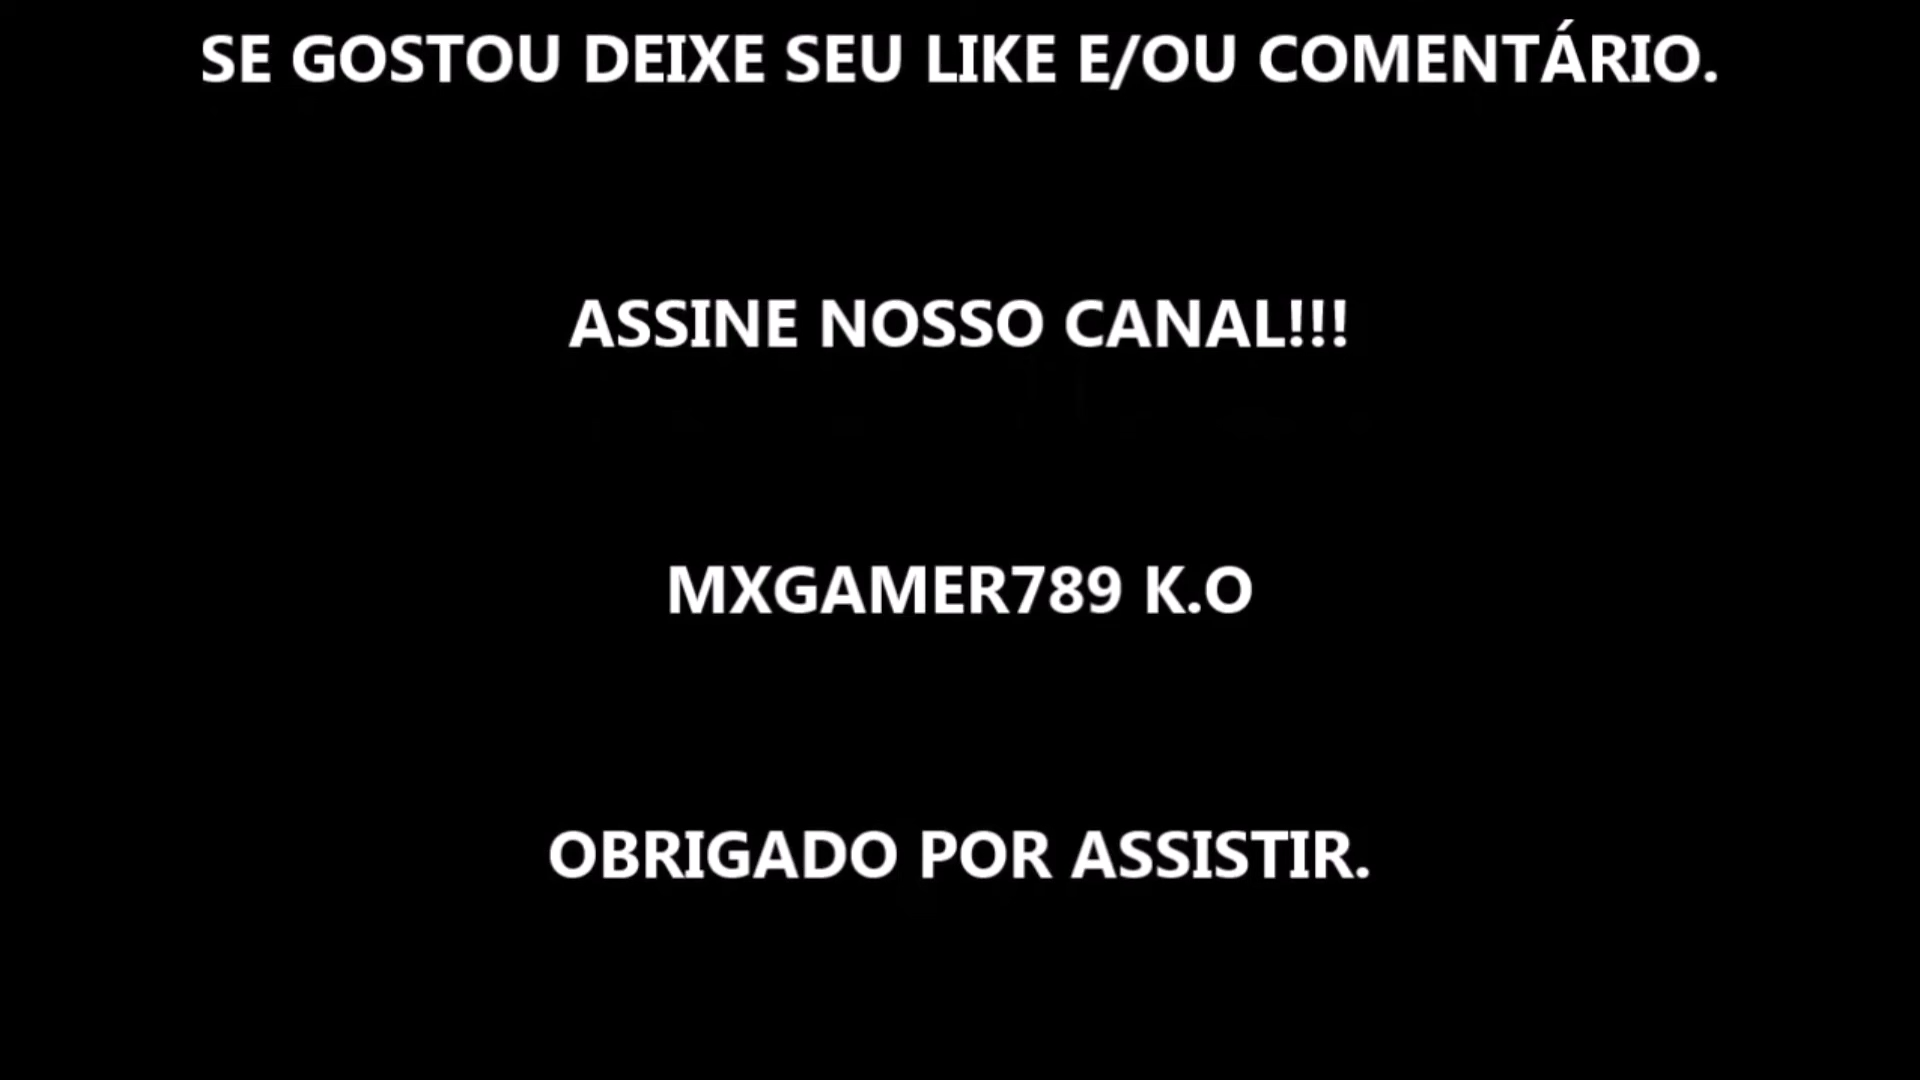 SE GOSTOU DEIXE SEU LIKE E/OU COMENTÁRIO.
ASSINE NOSSO CANAL!!!
MXGAMER789 K.O
OBRIGADO POR ASSISTIR.